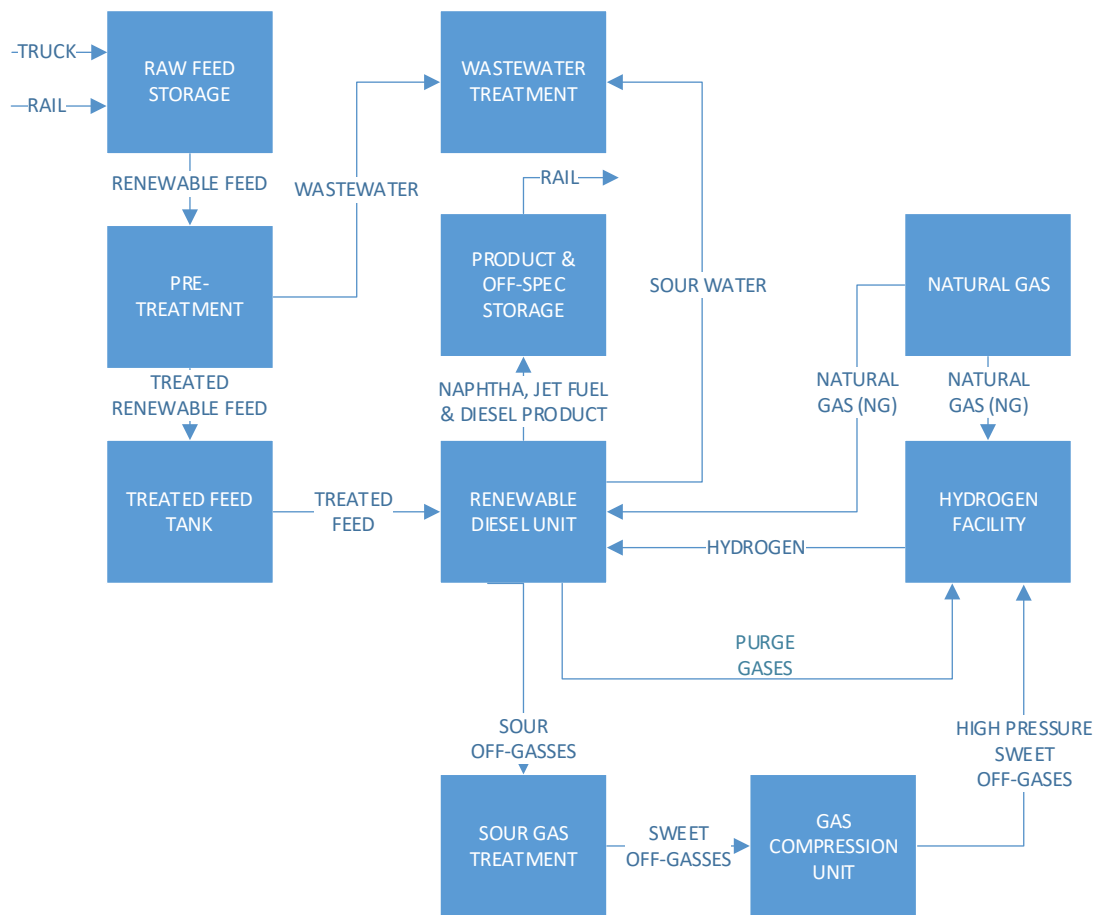 TRUCK
RAIL
RAW FEED
STORAGE
WASTEWATER
TREATMENT
RENEWABLE FEED
WASTEWATER
RAIL
PRE-
TREATMENT
PRODUCT &
OFF-SPEC
STORAGE
SOUR WATER
NATURAL GAS
TREATED
RENEWABLE FEED
NAPHTHA, JET FUEL
& DIESEL PRODUCT
NATURAL
GAS (NG)
NATURAL
GAS (NG)
TREATED FEED
TANK
TREATED
FEED
RENEWABLE
DIESEL UNIT
HYDROGEN
HYDROGEN
FACILITY
PURGE
GASES
SOUR
OFF-GASSES
HIGH PRESSURE
SWEET
OFF-GASES
SOUR GAS
TREATMENT
SWEET
OFF-GASSES
GAS
COMPRESSION
UNIT